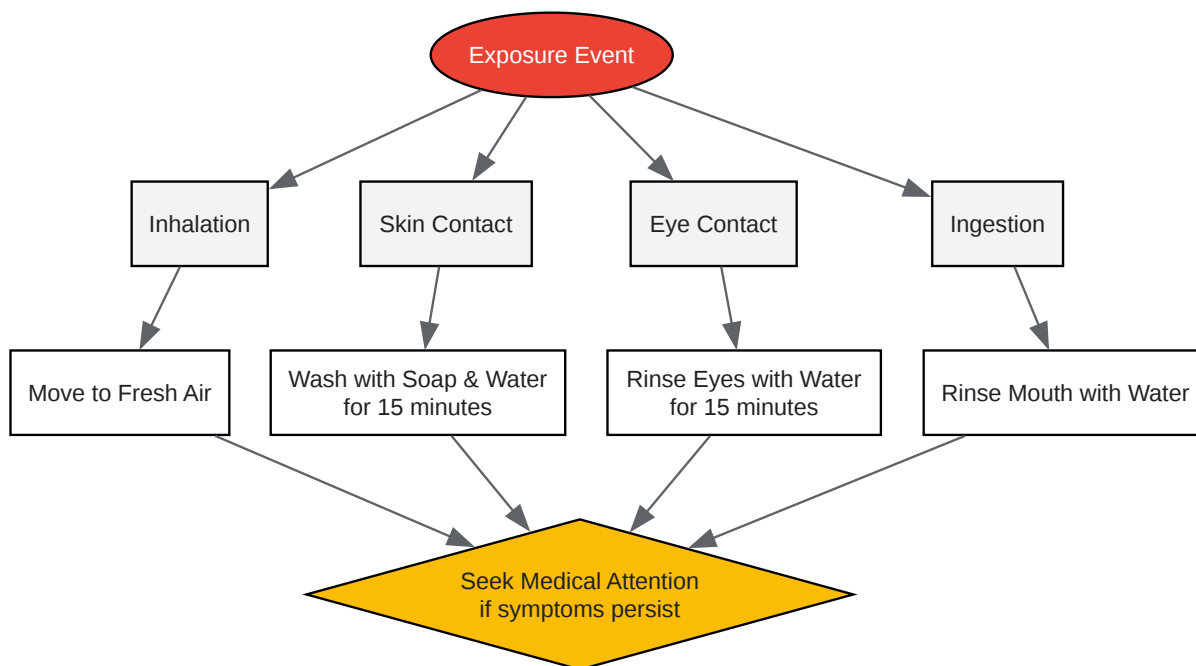 Exposure Event
Inhalation
Skin Contact
Eye Contact
Ingestion
Move to Fresh Air
Wash with Soap & Water
for 15 minutes
Rinse Eyes with Water
for 15 minutes
Rinse Mouth with Water
Seek Medical Attention
if symptoms persist